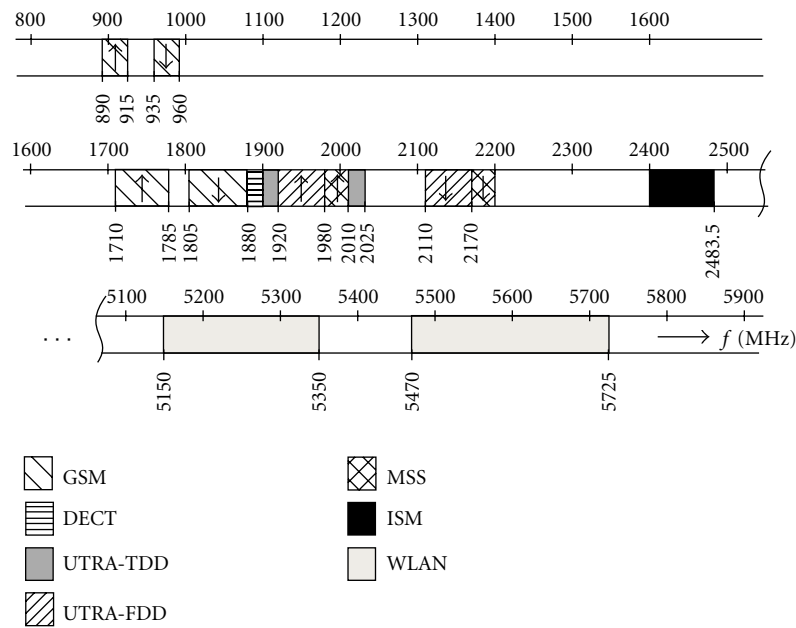 800 900 1000 1100 1200 1300 1400 1500 1600
890 915 935 960
1600 1700 1800 1900 2000 2100 2200 2300 2400 2500
1710 1785 1805 1880 1920 1980 2010 2025 2110 2170 2483.5
5100 5200 5300 5400 5500 5600 5700 5800 5900
· · · f (MHz)
5150 5350 5470 5725
GSM MSS
DECT ISM
UTRA-TDD WLAN
UTRA-FDD